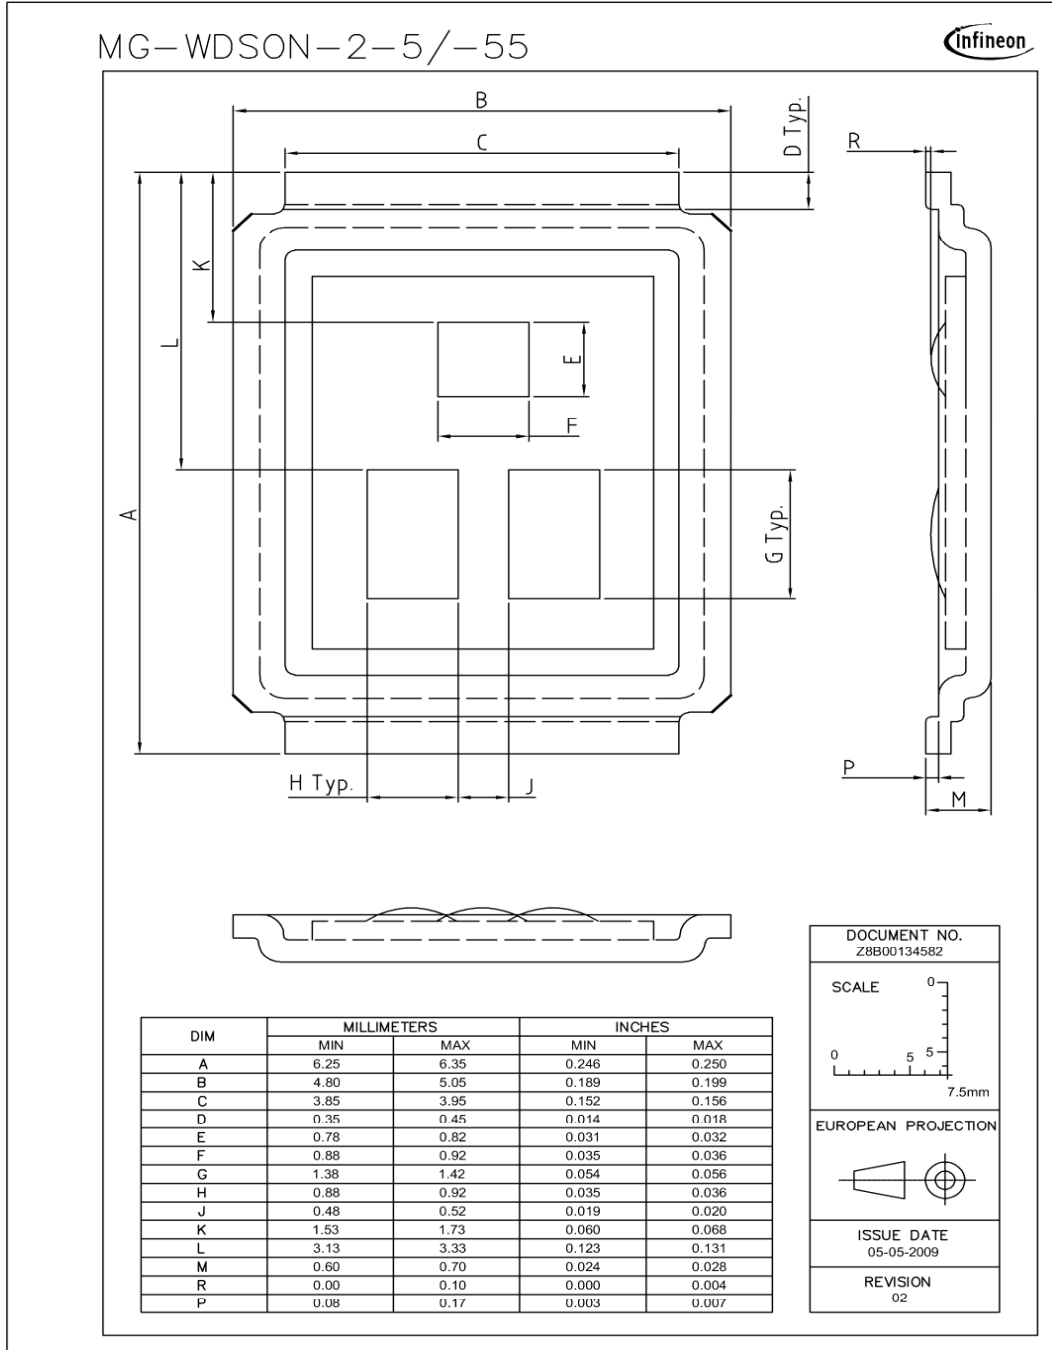 MG-WDSON-2-5/-55
infineon
B
C
D Typ.
R
K
L
E
F
A
G Typ.
H Typ.
J
P
M
DOCUMENT NO.
Z8B00134582
SCALE
0
0
5
5
7.5mm
EUROPEAN PROJECTION
ISSUE DATE
05-05-2009
REVISION
02
DIM MILLIMETERS INCHES
MIN MAX MIN MAX
A 6.25 6.35 0.246 0.250
B 4.80 5.05 0.189 0.199
C 3.85 3.95 0.152 0.156
D 0.35 0.45 0.014 0.018
E 0.78 0.82 0.031 0.032
F 0.88 0.92 0.035 0.036
G 1.38 1.42 0.054 0.056
H 0.88 0.92 0.035 0.036
J 0.48 0.52 0.019 0.020
K 1.53 1.73 0.060 0.068
L 3.13 3.33 0.123 0.131
M 0.60 0.70 0.024 0.028
R 0.00 0.10 0.000 0.004
P 0.08 0.17 0.003 0.007